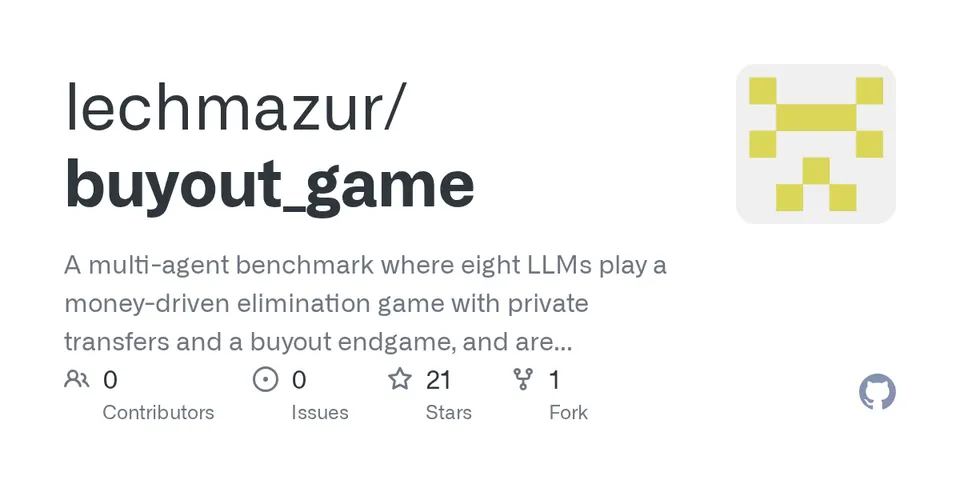 lechmazur/
buyout_game
A multi-agent benchmark where eight LLMs play a
money-driven elimination game with private
transfers and a buyout endgame, and are...
0
Contributors
0
Issues
21
Stars
1
Fork